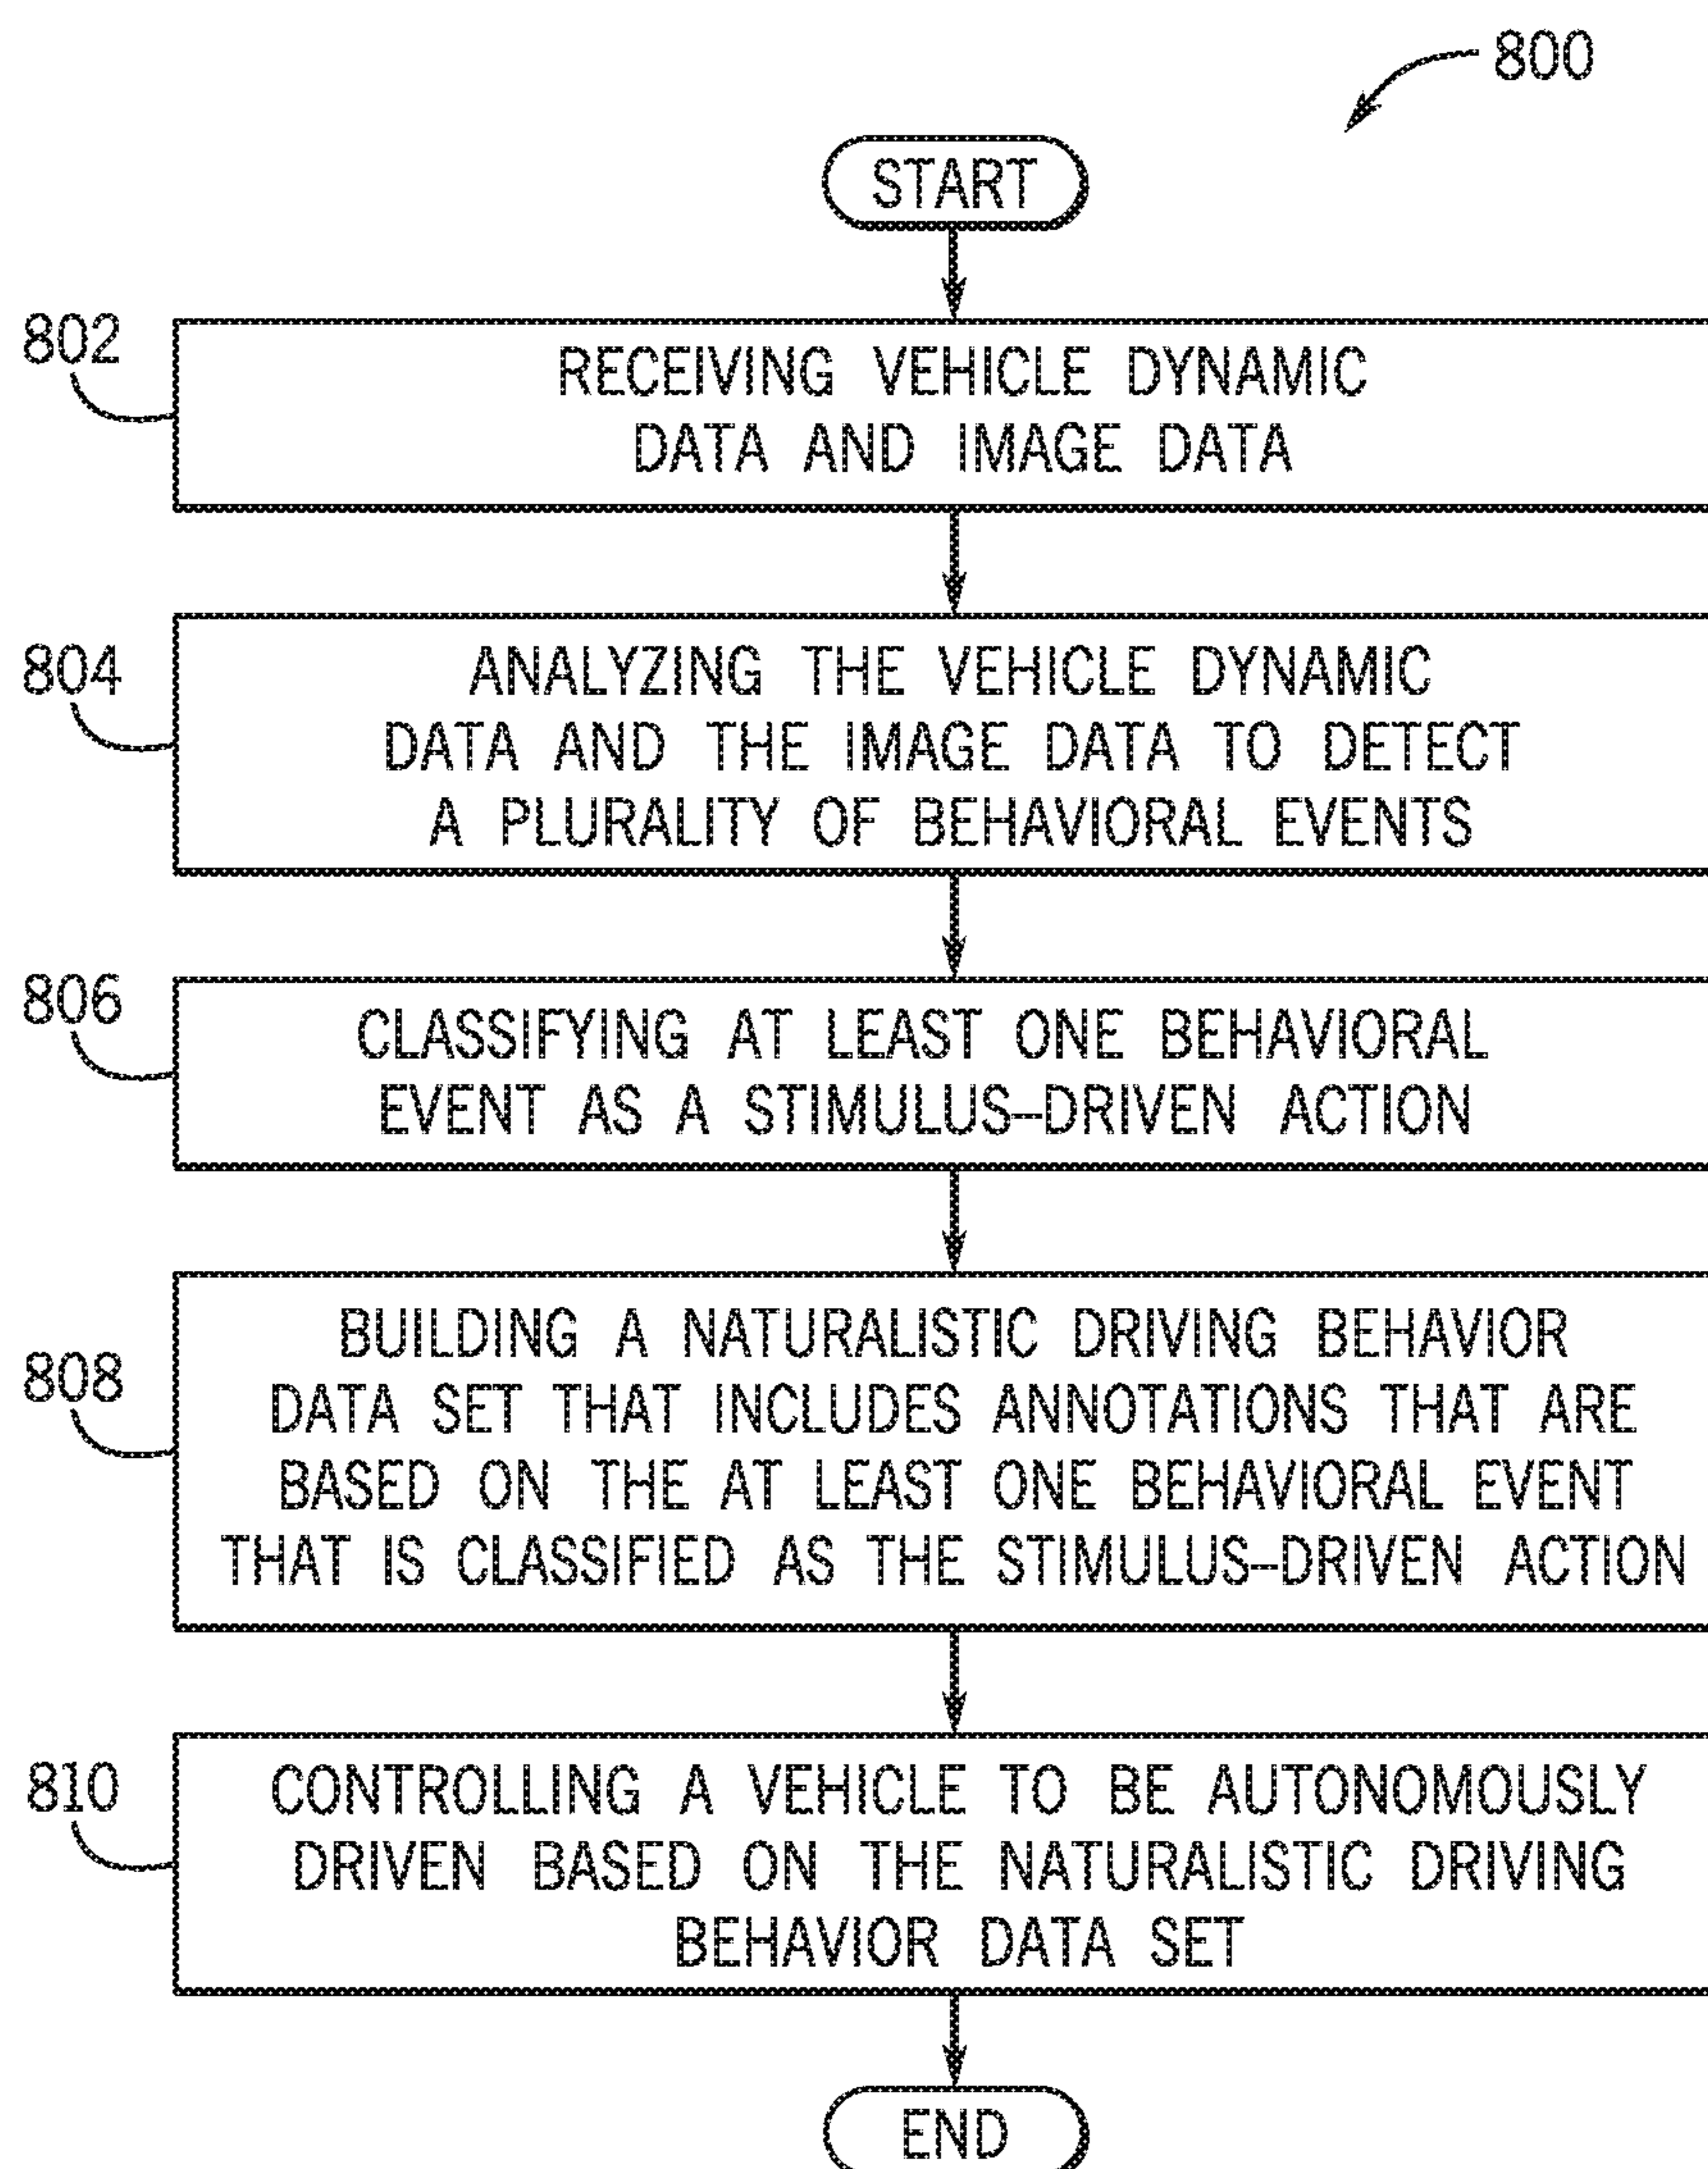 800
START
802
RECEIVING VEHICLE DYNAMIC
DATA AND IMAGE DATA
804
ANALYZING THE VEHICLE DYNAMIC
DATA AND THE IMAGE DATA TO DETECT
A PLURALITY OF BEHAVIORAL EVENTS
806
CLASSIFYING AT LEAST ONE BEHAVIORAL
EVENT AS A STIMULUS-DRIVEN ACTION
808
BUILDING A NATURALISTIC DRIVING BEHAVIOR
DATA SET THAT INCLUDES ANNOTATIONS THAT ARE
BASED ON THE AT LEAST ONE BEHAVIORAL EVENT
THAT IS CLASSIFIED AS THE STIMULUS-DRIVEN ACTION
810
CONTROLLING A VEHICLE TO BE AUTONOMOUSLY
DRIVEN BASED ON THE NATURALISTIC DRIVING
BEHAVIOR DATA SET
END